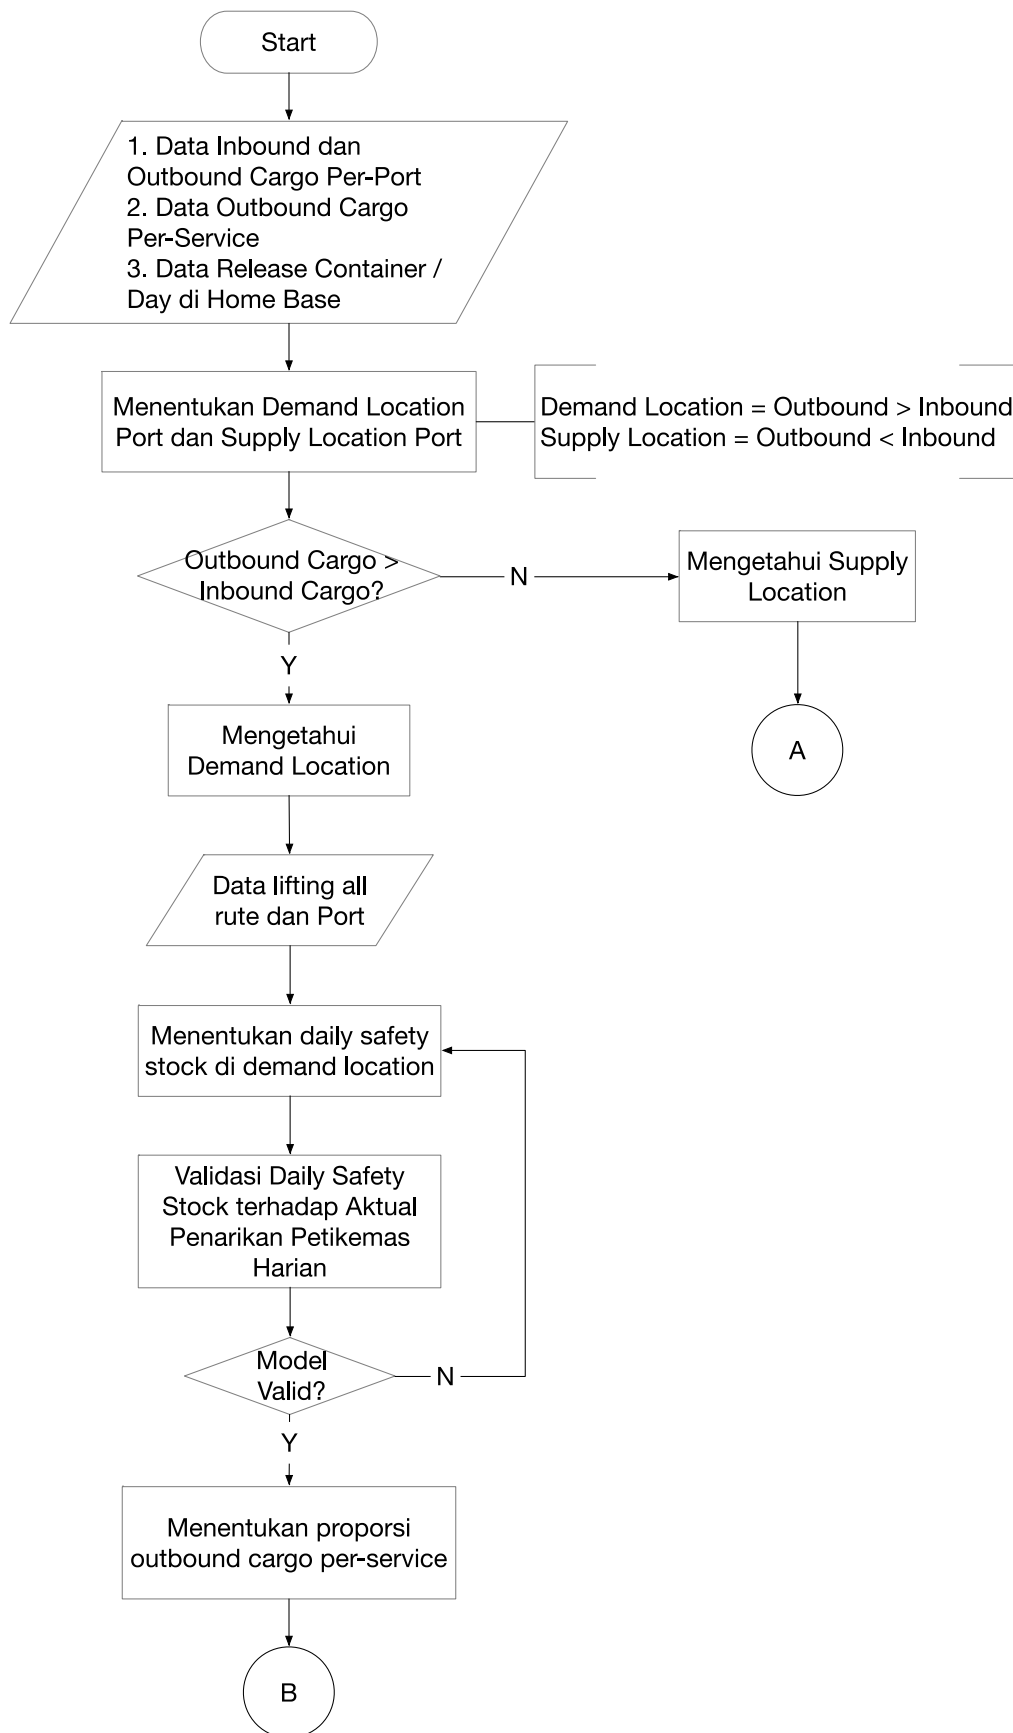 Start
1. Data Inbound dan
Outbound Cargo Per-Port
2. Data Outbound Cargo
Per-Service
3. Data Release Container /
Day di Home Base
Menentukan Demand Location
Port dan Supply Location Port
Demand Location = Outbound > Inbound
Supply Location = Outbound < Inbound
Outbound Cargo >
Inbound Cargo?
N
Mengetahui Supply
Location
Y
A
Mengetahui
Demand Location
Data lifting all
rute dan Port
Menentukan daily safety
stock di demand location
Validasi Daily Safety
Stock terhadap Aktual
Penarikan Petikemas
Harian
Model
Valid?
N
Y
Menentukan proporsi
outbound cargo per-service
B